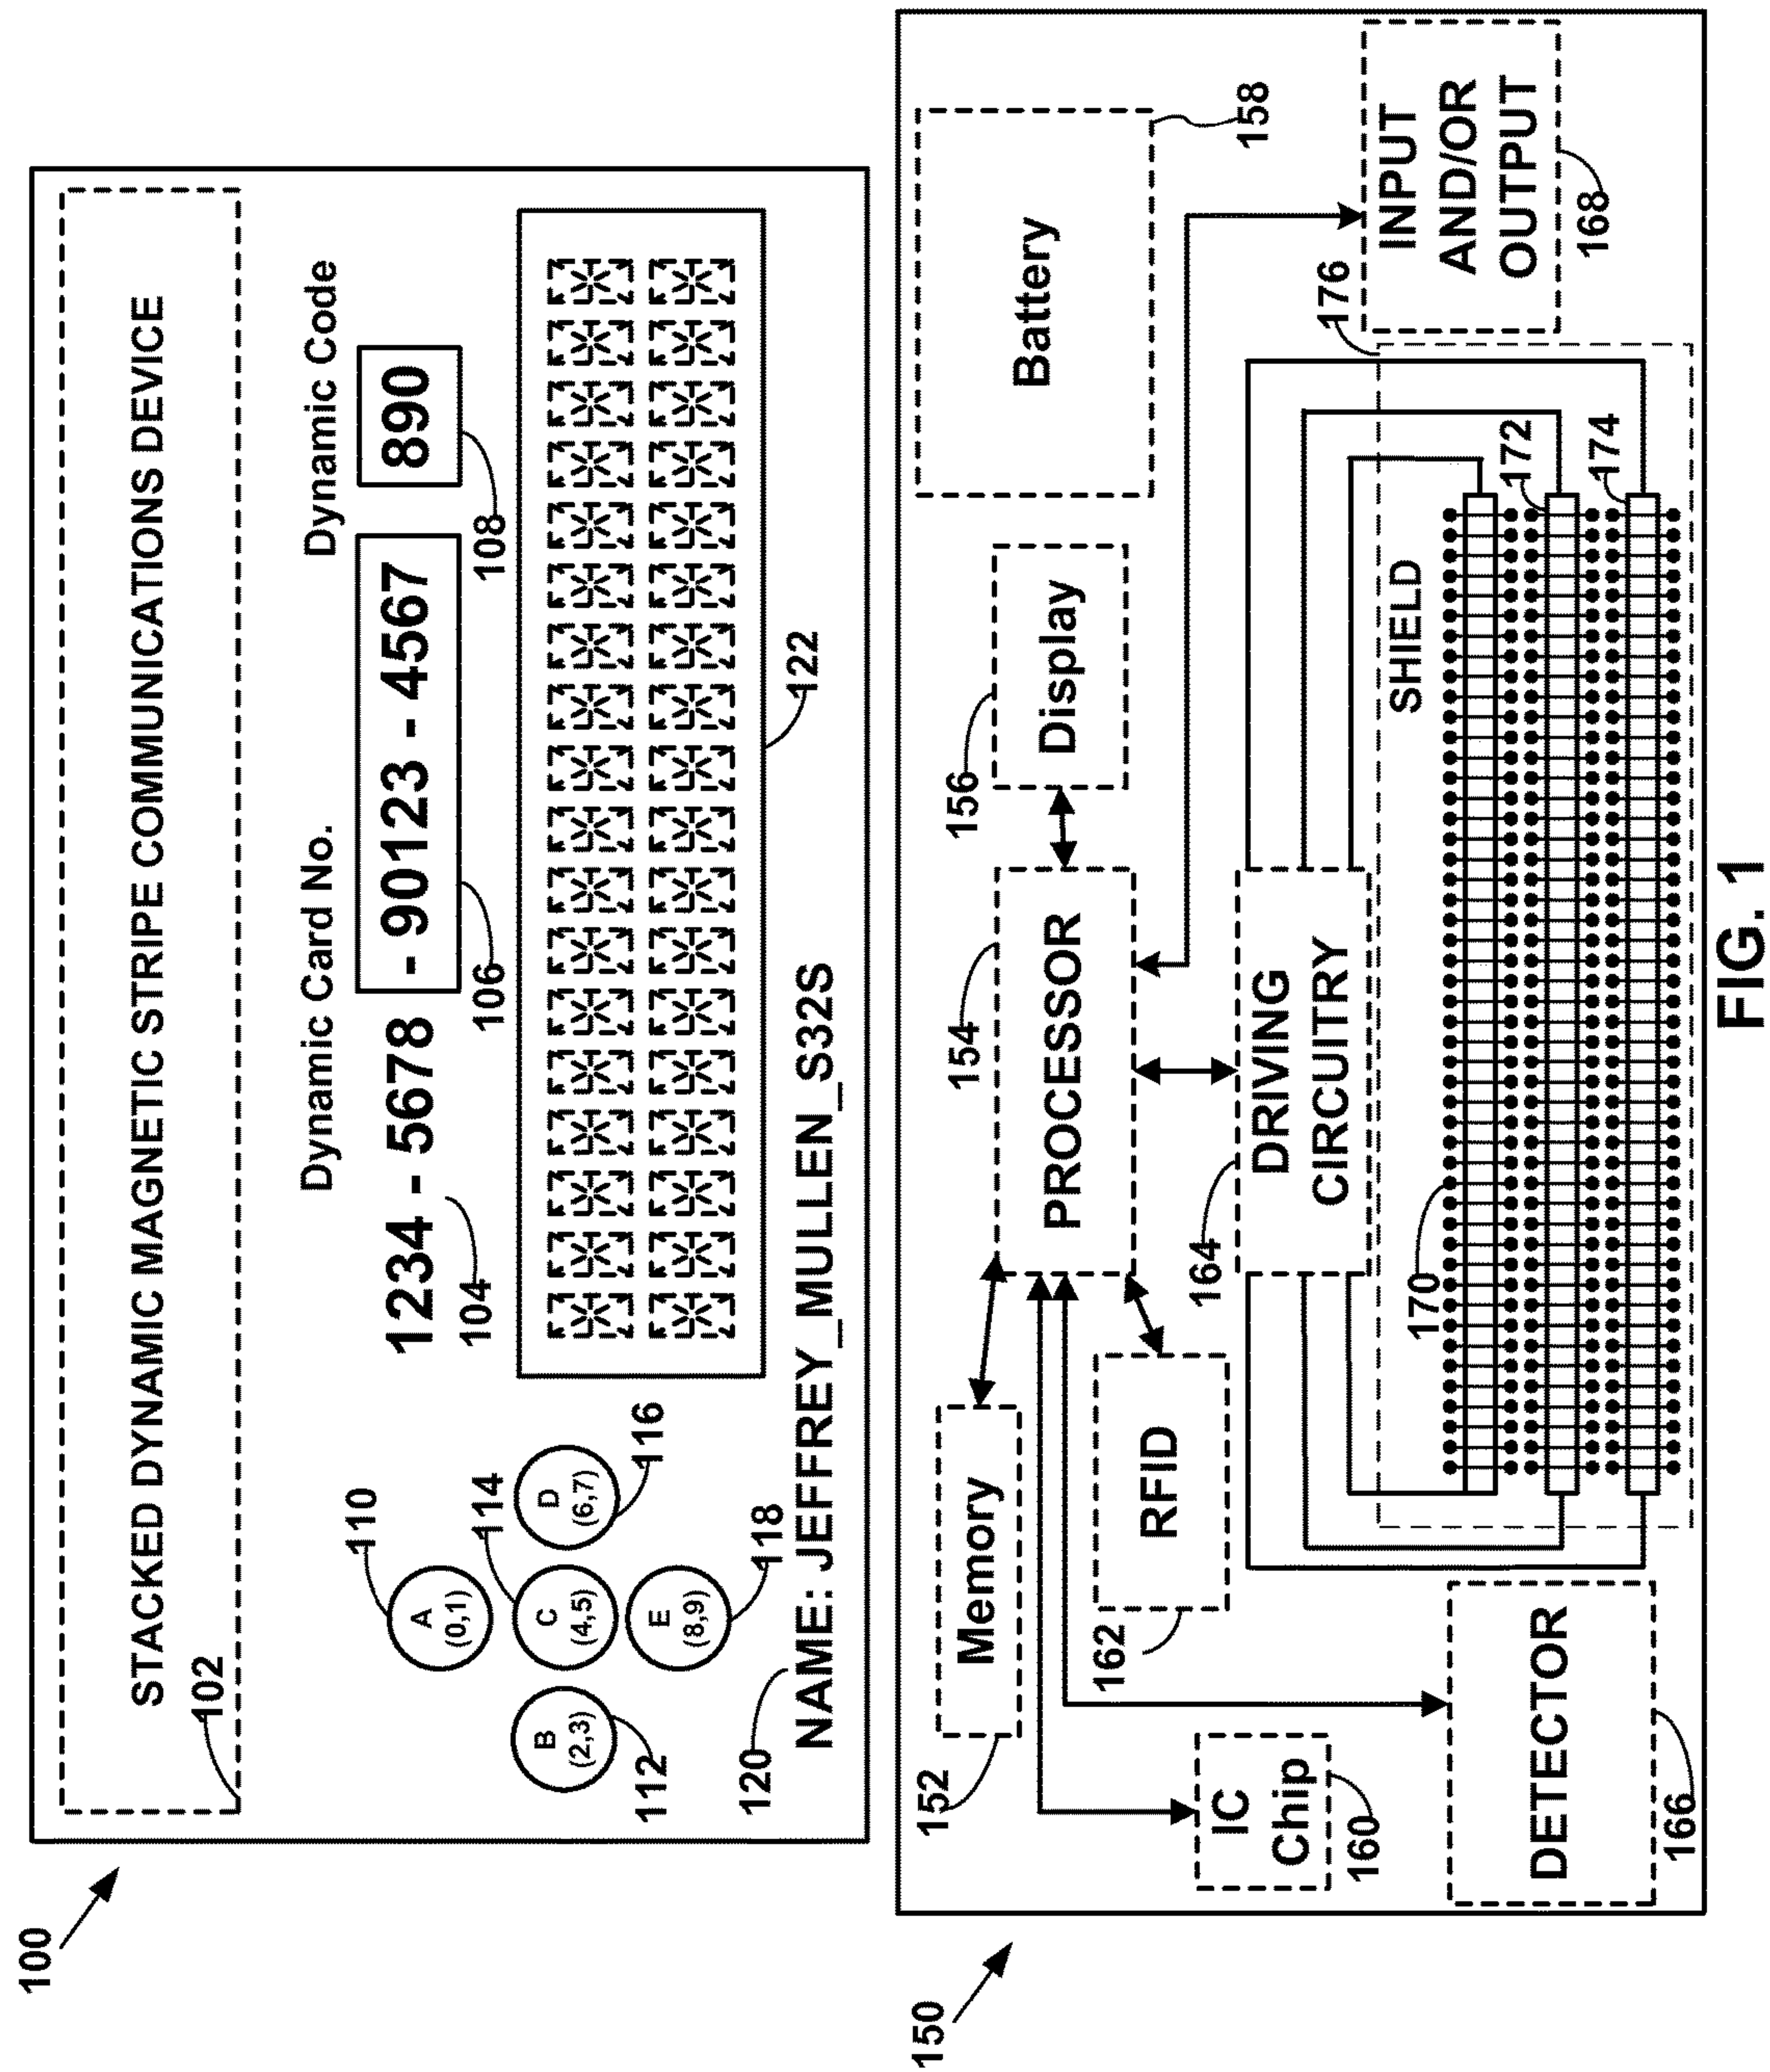 100
STACKED DYNAMIC MAGNETIC STRIPE COMMUNICATIONS DEVICE
102
Dynamic Card No.
Dynamic Code
1234 - 5678 - 90123 - 4567
890
104
106
108
110
A
(0,1)
B
(2,3)
112
C
(4,5)
114
D
(6,7)
116
E
(8,9)
118
122
120
NAME: JEFFREY_MULLEN_S32S
150
152
Memory
154
PROCESSOR
156
Display
Battery
158
IC
Chip
160
162
RFID
164
DRIVING
CIRCUITRY
176
INPUT
AND/OR
OUTPUT
168
SHIELD
170
172
174
DETECTOR
166
FIG. 1